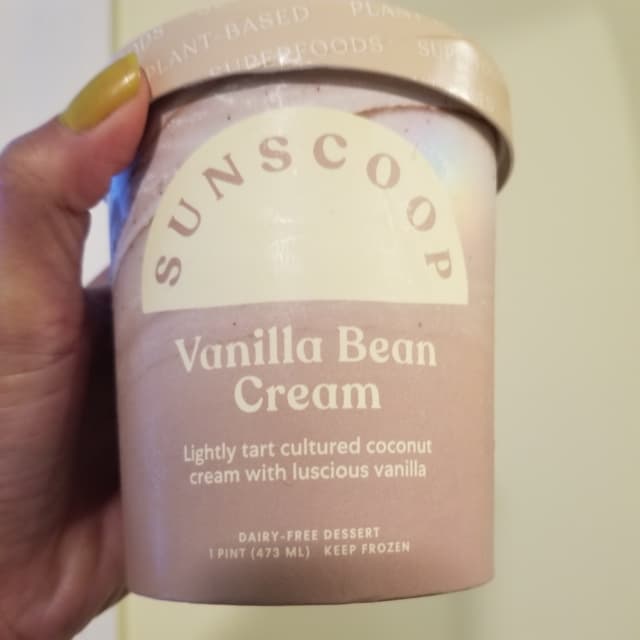 PLANT-BASED
SUPERFOODS
SUNSCOOP
Vanilla Bean
Cream
Lightly tart cultured coconut
cream with luscious vanilla
DAIRY-FREE DESSERT
1 PINT (473 ML) KEEP FROZEN